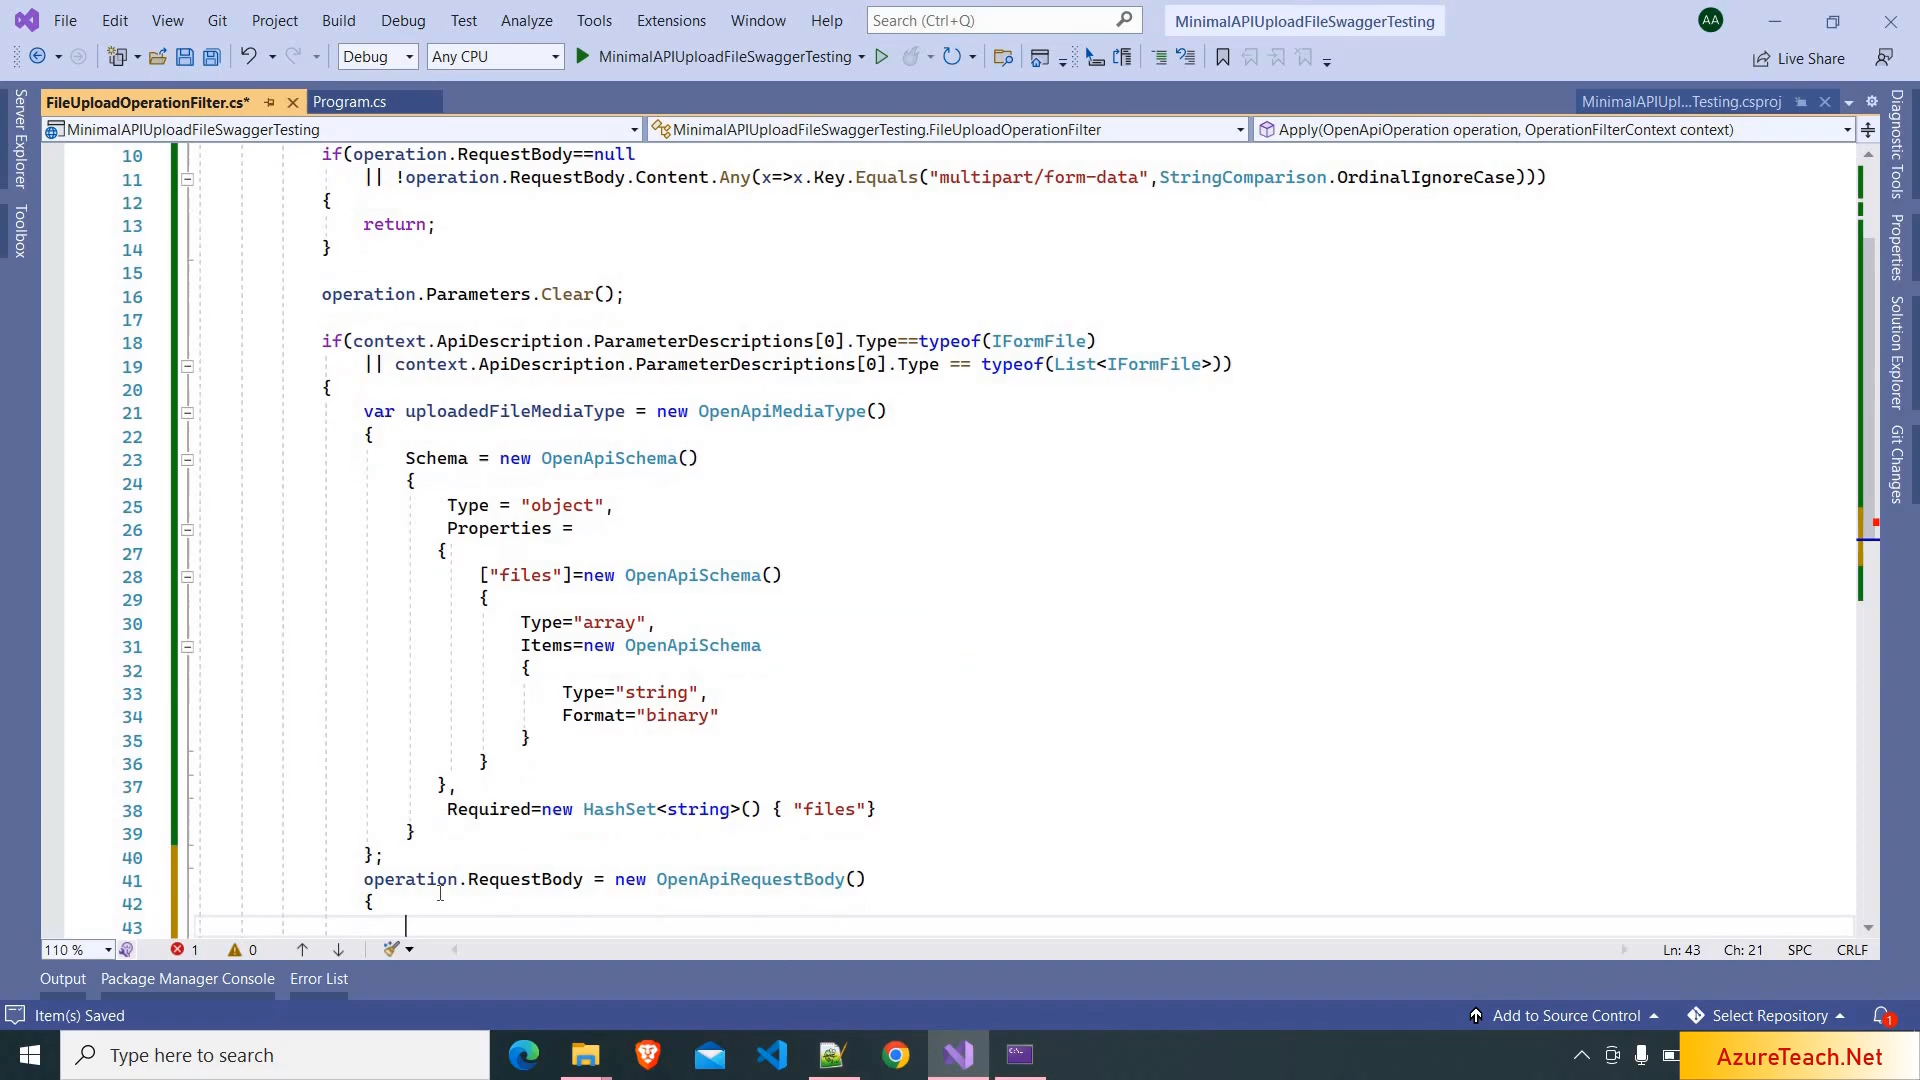 File Edit View Git Project Build Debug Test Analyze Tools Extensions Window Help Search (Ctrl+Q) MinimalAPIUploadFileSwaggerTesting AA
Debug Any CPU MinimalAPIUploadFileSwaggerTesting Live Share
FileUploadOperationFilter.cs* Program.cs MinimalAPIUpl...Testing.csproj
MinimalAPIUploadFileSwaggerTesting MinimalAPIUploadFileSwaggerTesting.FileUploadOperationFilter Apply(OpenApiOperation operation, OperationFilterContext context)
Server Explorer
Toolbox
10 if(operation.RequestBody==null
11 || !operation.RequestBody.Content.Any(x=>x.Key.Equals("multipart/form-data",StringComparison.OrdinalIgnoreCase)))
12 {
13 return;
14 }
15
16 operation.Parameters.Clear();
17
18 if(context.ApiDescription.ParameterDescriptions[0].Type==typeof(IFormFile)
19 || context.ApiDescription.ParameterDescriptions[0].Type == typeof(List<IFormFile>))
20 {
21 var uploadedFileMediaType = new OpenApiMediaType()
22 {
23 Schema = new OpenApiSchema()
24 {
25 Type = "object",
26 Properties =
27 {
28 ["files"]=new OpenApiSchema()
29 {
30 Type="array",
31 Items=new OpenApiSchema
32 {
33 Type="string",
34 Format="binary"
35 }
36 }
37 },
38 Required=new HashSet<string>() { "files"}
39 }
40 };
41 operation.RequestBody = new OpenApiRequestBody()
42 {
43
Diagnostic Tools
Properties
Solution Explorer
Git Changes
110 % 1 0 Ln: 43 Ch: 21 SPC CRLF
Output Package Manager Console Error List
Item(s) Saved Add to Source Control Select Repository 1
Type here to search AzureTeach.Net